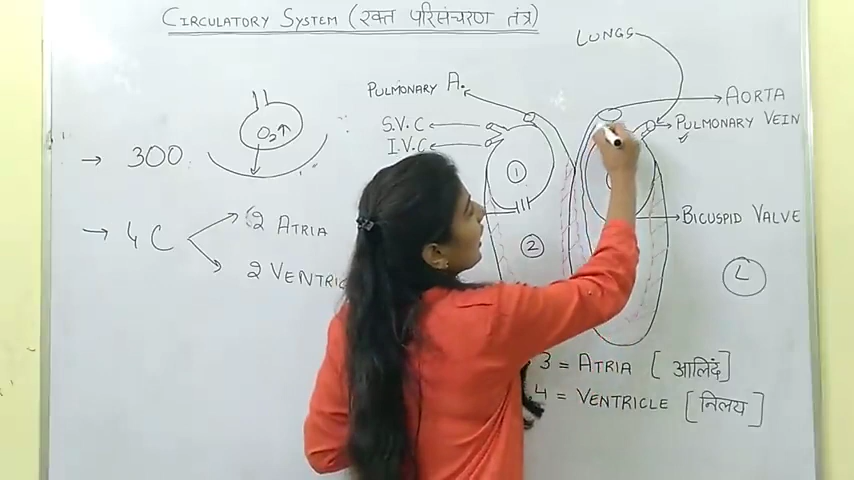 CIRCULATORY SYSTEM (रक्त परिसंचरण तंत्र)
LUNGS
PULMONARY A.
AORTA
S.V.C
PULMONARY VEIN
I.V.C
O2↑
→ 300
1
→ 4 C
2 ATRIA
BICUSPID VALVE
2
2 VENTRIC
L
3 = ATRIA [आलिंद]
4 = VENTRICLE [निलय]